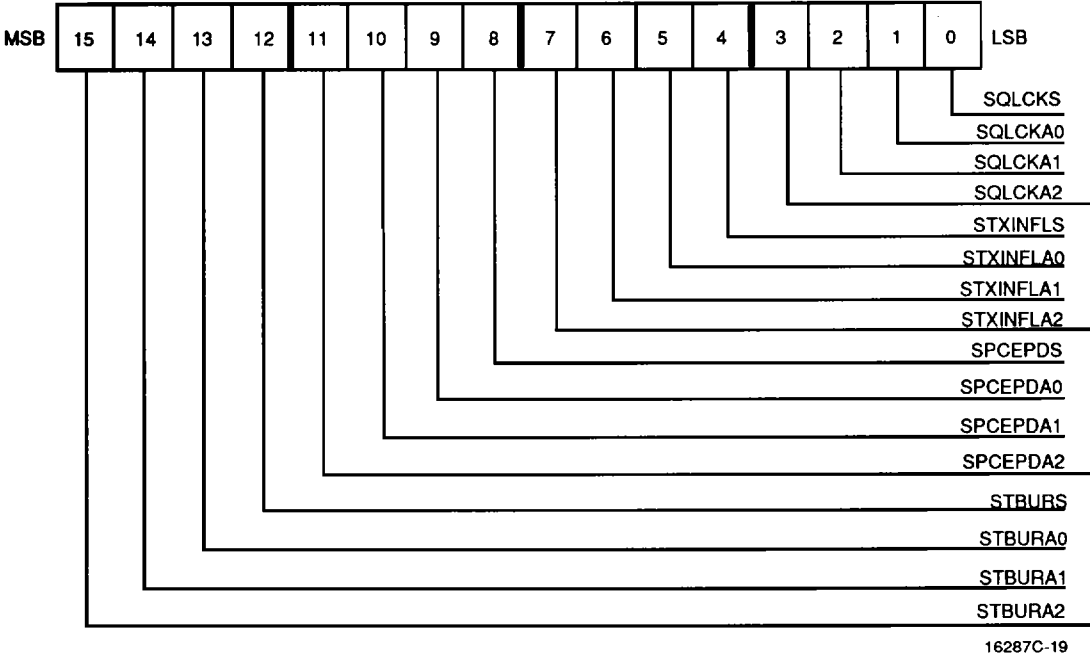 MSB 15 14 13 12 11 10 9 8 7 6 5 4 3 2 1 0 LSB
SQLCKS
SQLCKA0
SQLCKA1
SQLCKA2
STXINFLS
STXINFLA0
STXINFLA1
STXINFLA2
SPCEPDS
SPCEPDA0
SPCEPDA1
SPCEPDA2
STBURS
STBURA0
STBURA1
STBURA2
16287C-19